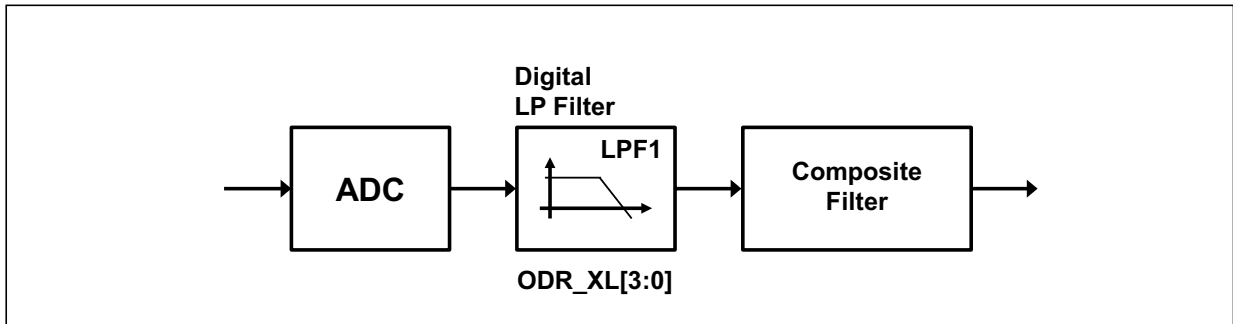 Digital
LP Filter
ADC
LPF1
Composite
Filter
ODR_XL[3:0]